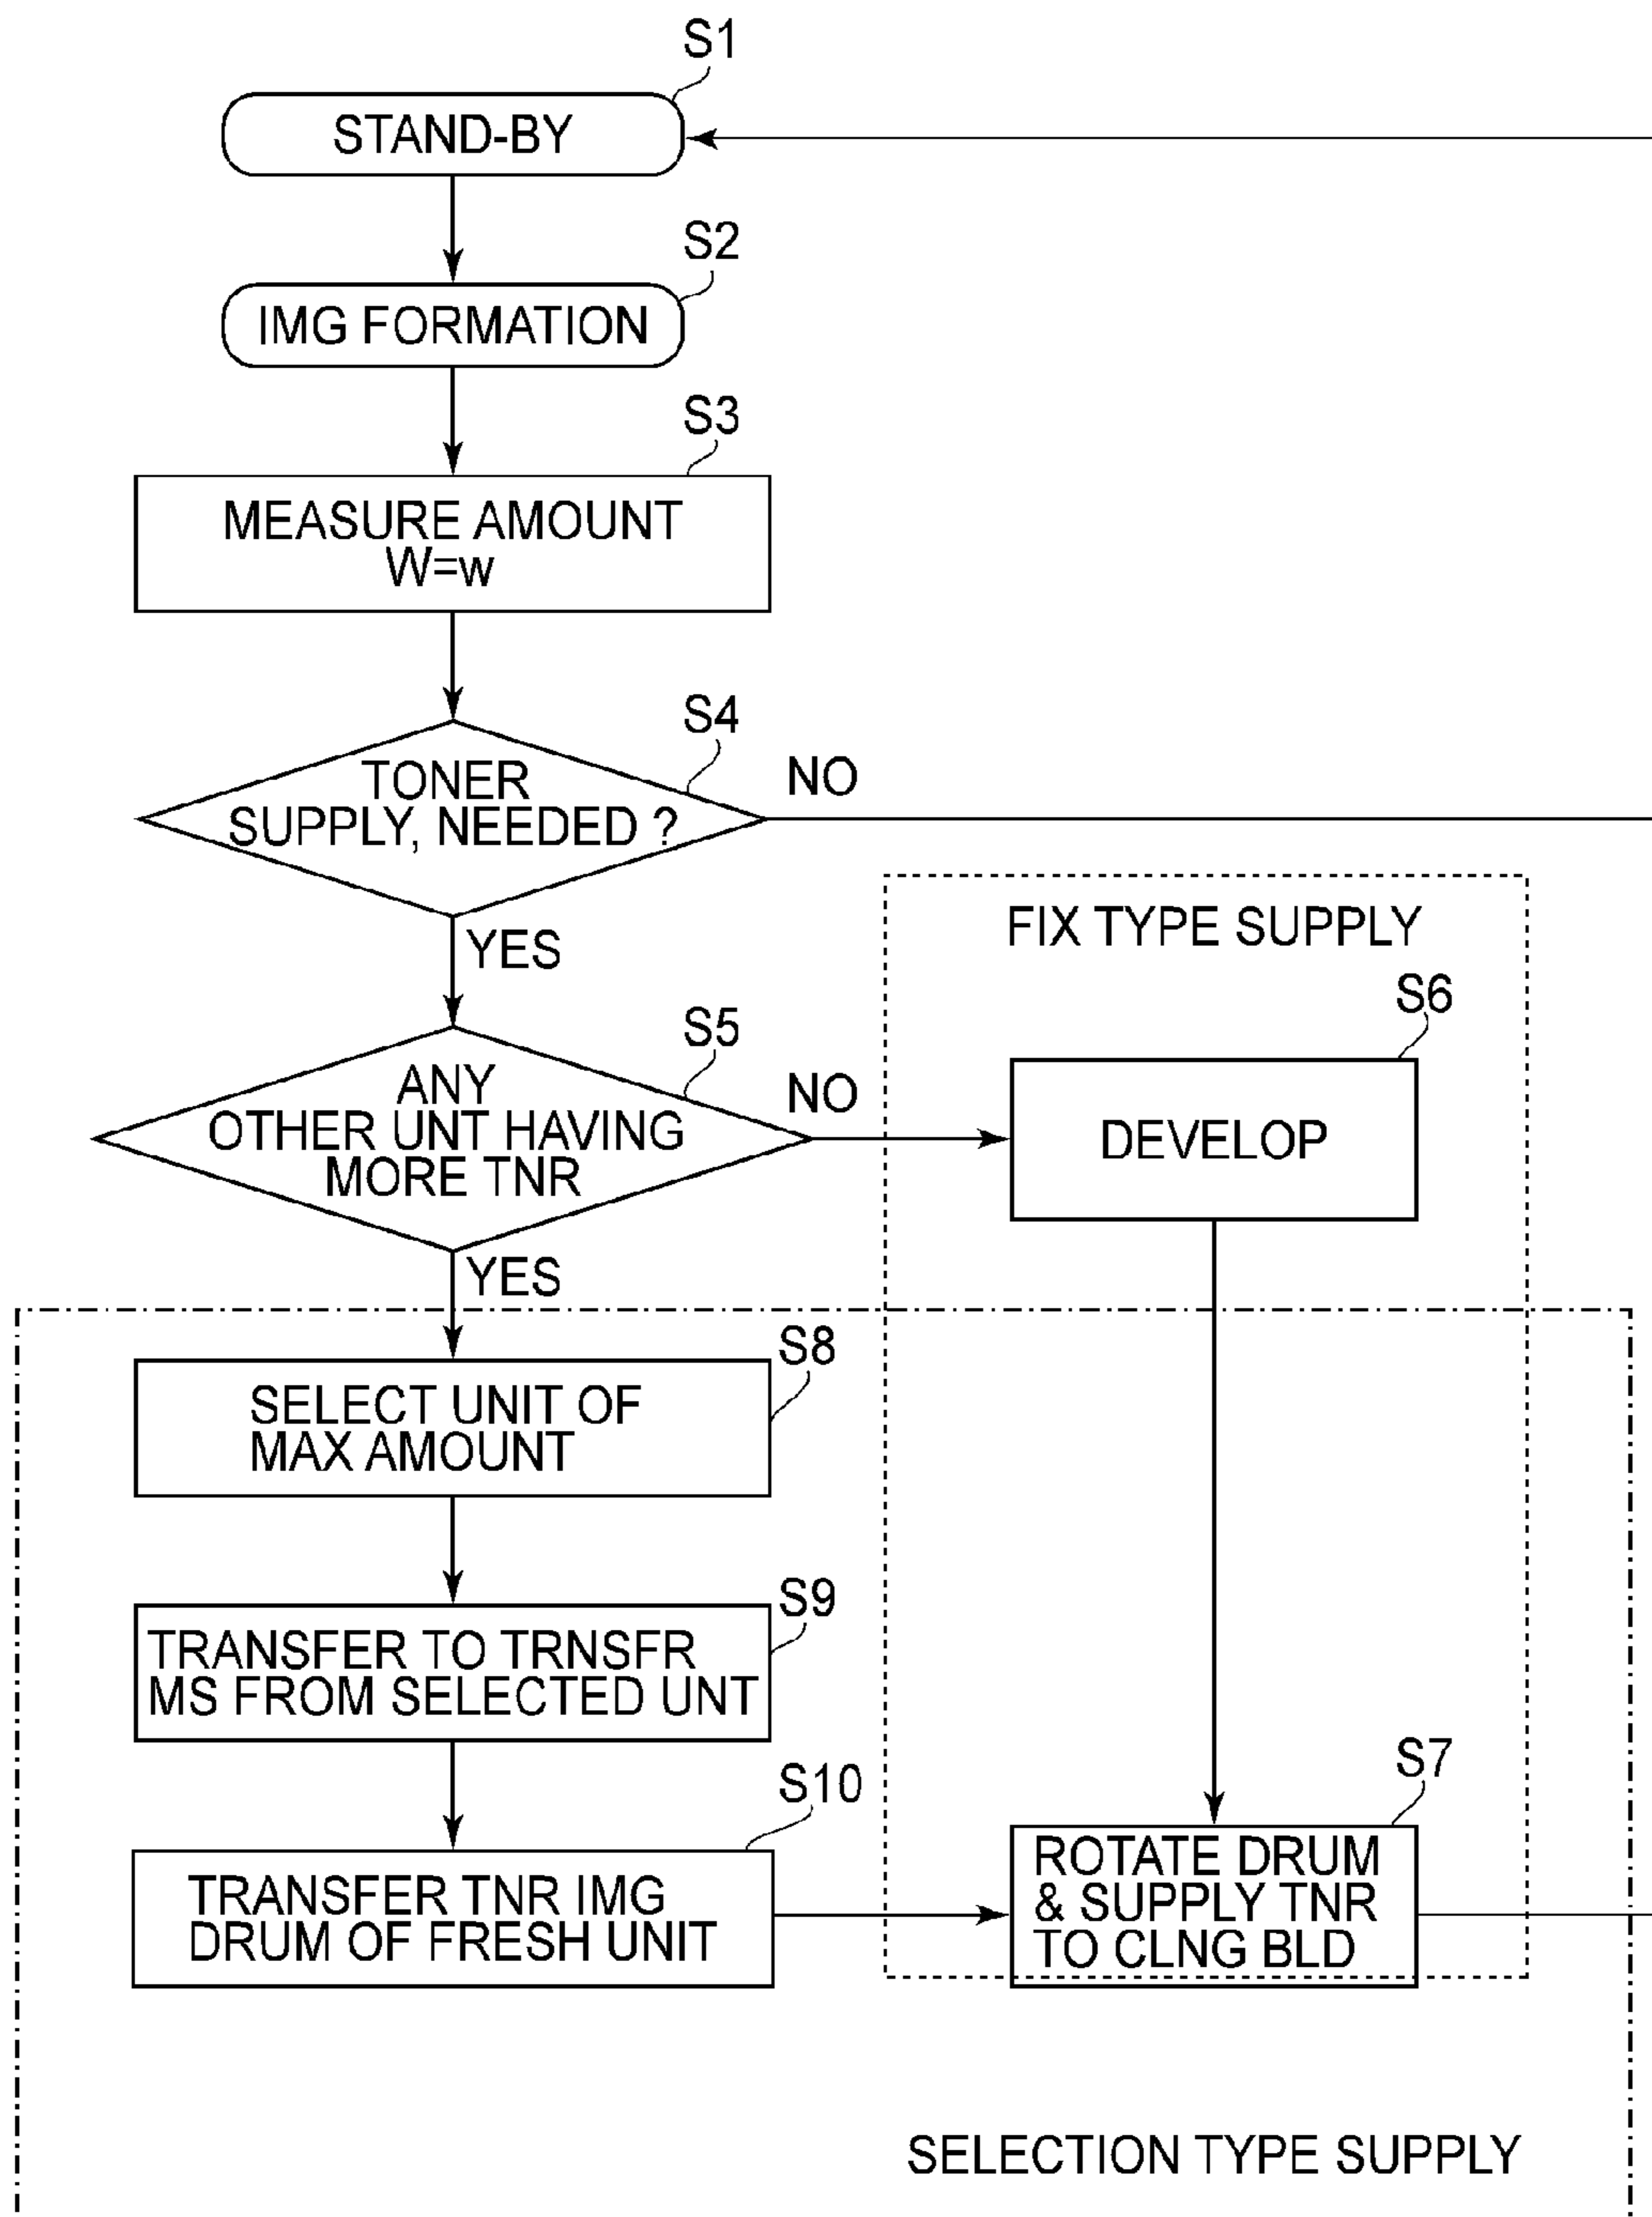 S1
STAND-BY
S2
IMG FORMATION
S3
MEASURE AMOUNT
W=w
S4
TONER
SUPPLY, NEEDED ?
NO
YES
FIX TYPE SUPPLY
S5
ANY
OTHER UNT HAVING
MORE TNR
NO
S6
DEVELOP
YES
S8
SELECT UNIT OF
MAX AMOUNT
S9
TRANSFER TO TRNSFR
MS FROM SELECTED UNT
S10
TRANSFER TNR IMG
DRUM OF FRESH UNIT
S7
ROTATE DRUM
& SUPPLY TNR
TO CLNG BLD
SELECTION TYPE SUPPLY